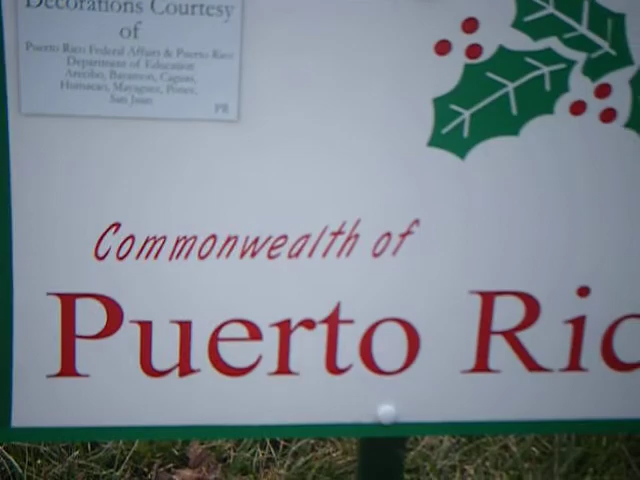 Decorations Courtesy
of
Puerto Rico Federal Affairs & Puerto Rico
Department of Education
Arecibo, Bayamon, Caguas,
Humacao, Mayaguez, Ponce,
San Juan
PR
Commonwealth of
Puerto Ric